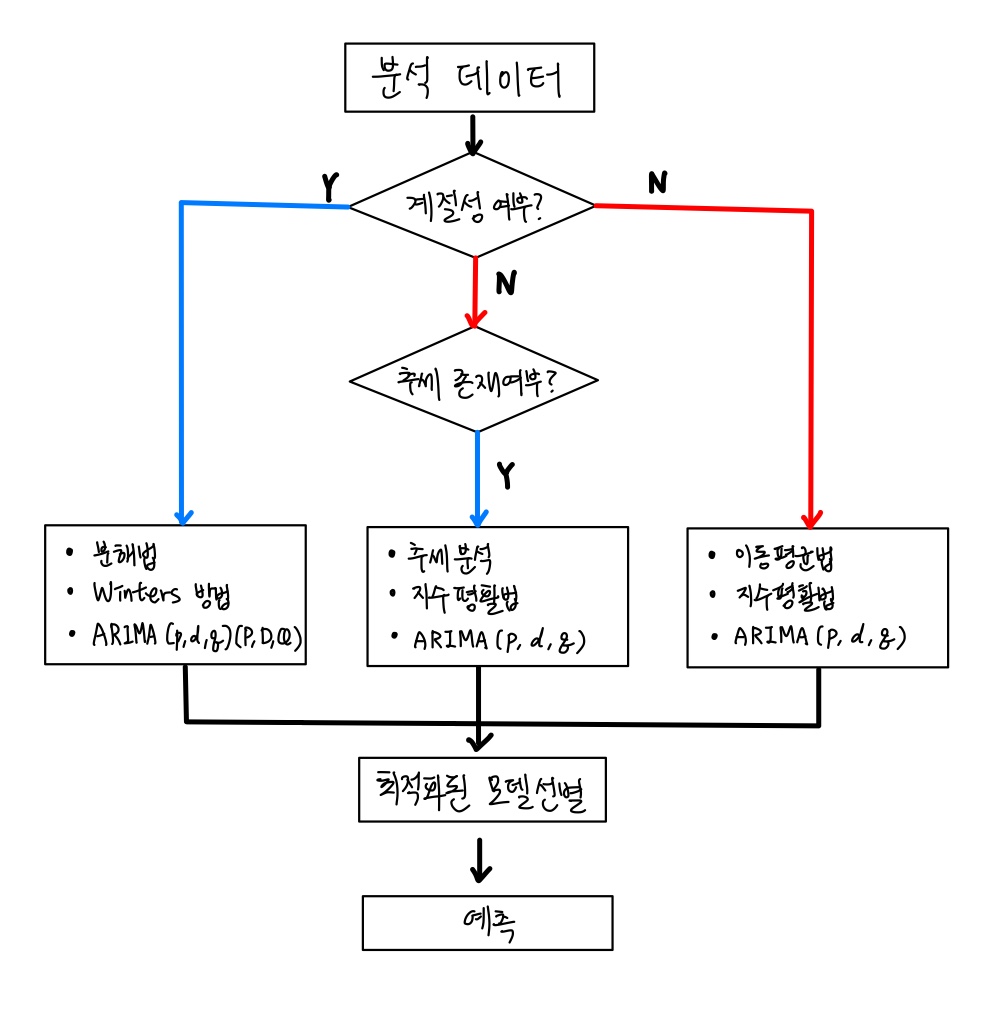 분석 데이터
Y
계절성 여부?
N
N
추세 존재여부?
Y
• 분해법
• Winters 방법
• ARIMA (p,d,q)(P,D,Q)
• 추세 분석
• 지수 평활법
• ARIMA (p, d, q)
• 이동평균법
• 지수평활법
• ARIMA (p, d, q)
최적화된 모델선별
예측